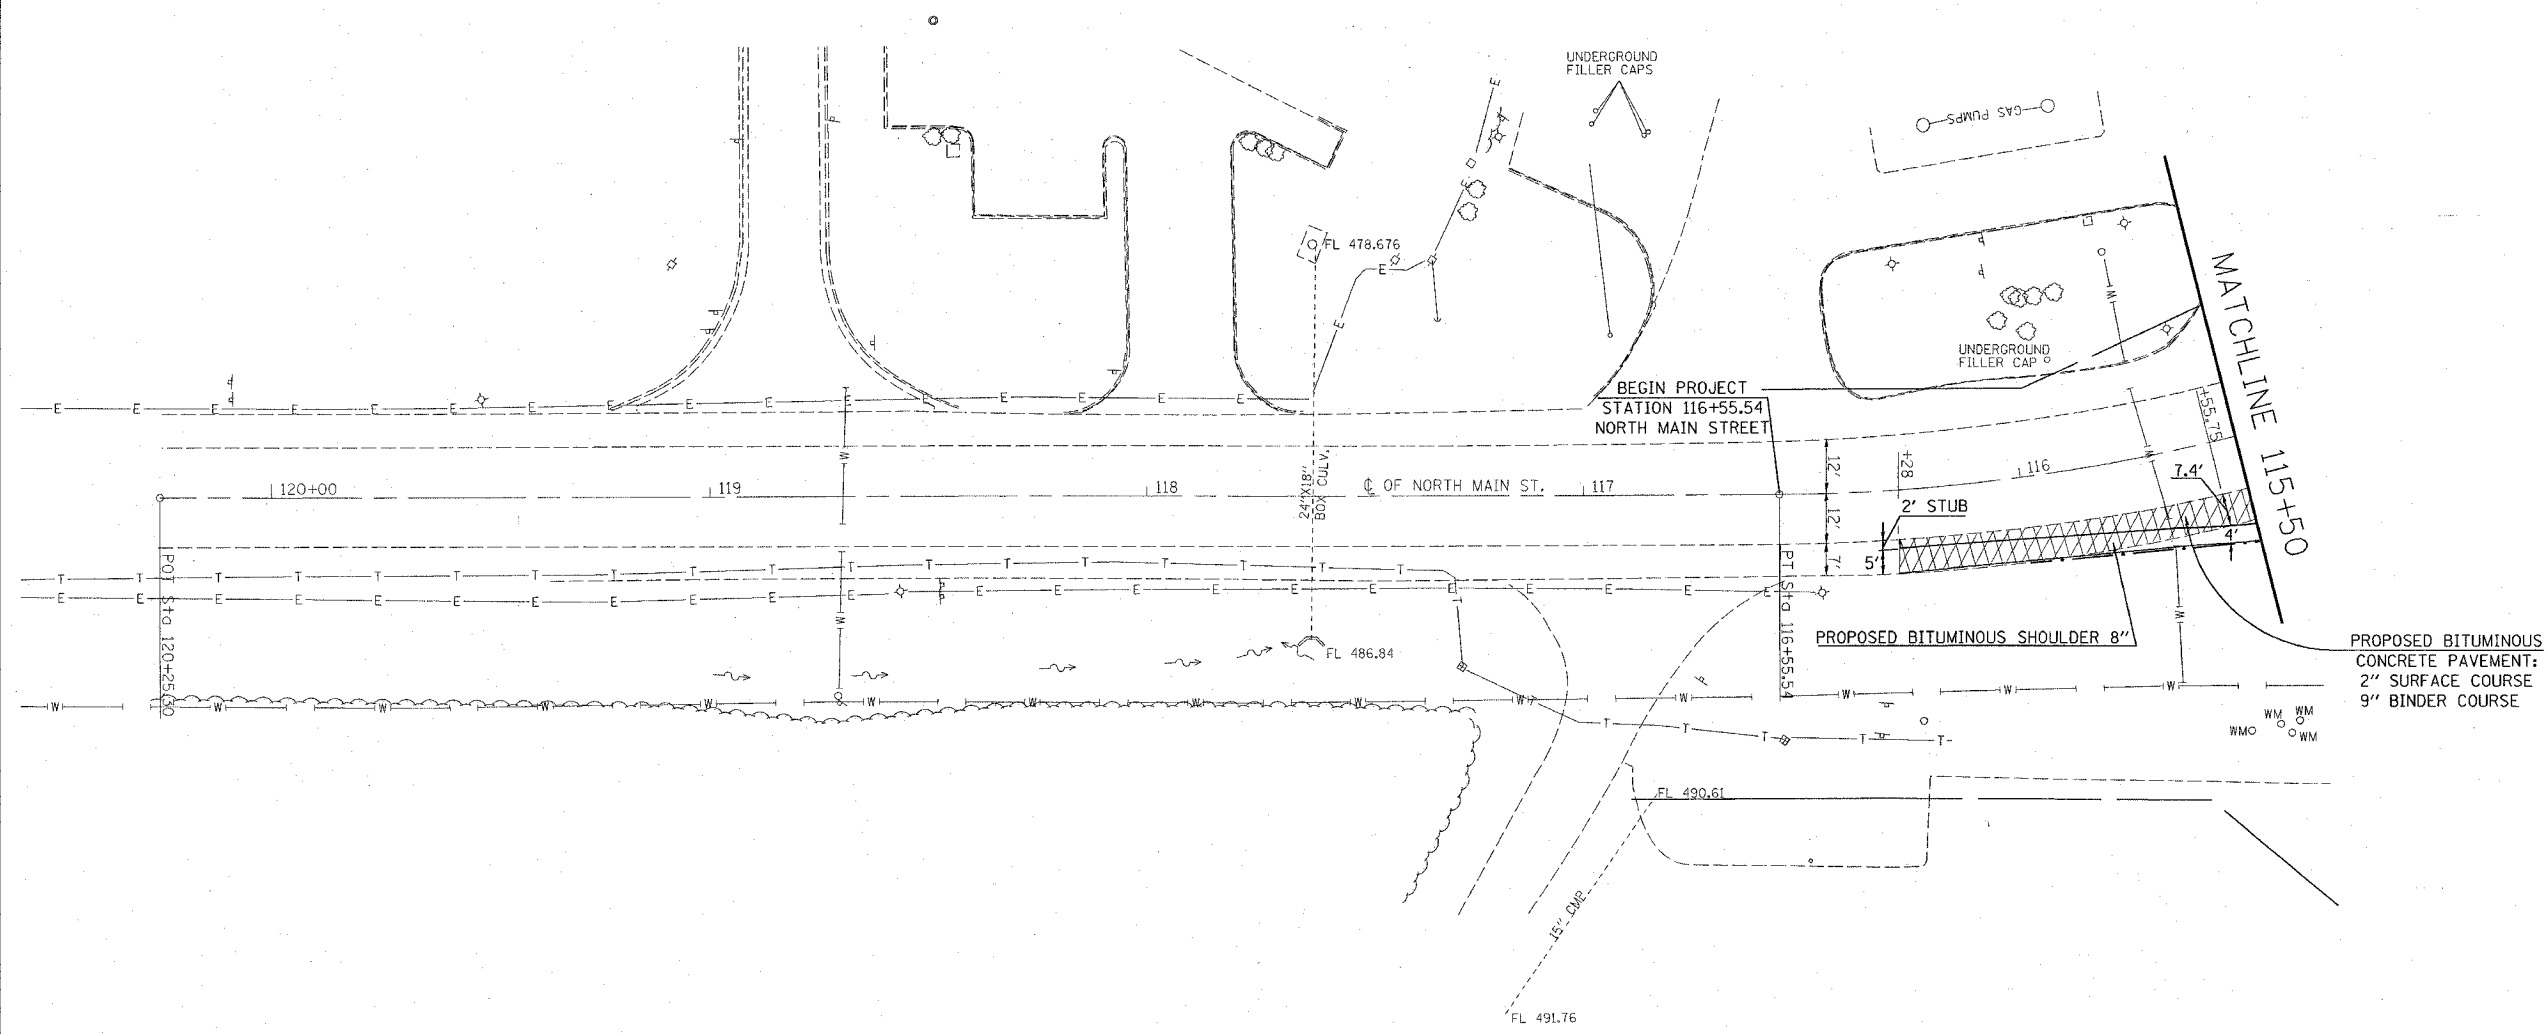 UNDERGROUND
FILLER CAPS
GAS PUMPS
FL 478.676
MATCHLINE 115+50
UNDERGROUND
FILLER CAP
BEGIN PROJECT
STATION 116+55.54
NORTH MAIN STREET
+55.75
12'
+28
116
7.4'
120+00
119
118
℄ OF NORTH MAIN ST.
117
24"X18"
BOX CULV.
2' STUB
12'
7'
5'
4'
POT Sta 120+25.30
PT Sta 116+55.54
FL 486.84
PROPOSED BITUMINOUS SHOULDER 8"
PROPOSED BITUMINOUS
CONCRETE PAVEMENT:
2" SURFACE COURSE
9" BINDER COURSE
WM
WM
WM
WM
FL 490.61
15" CMP
FL 491.76
E
T
W